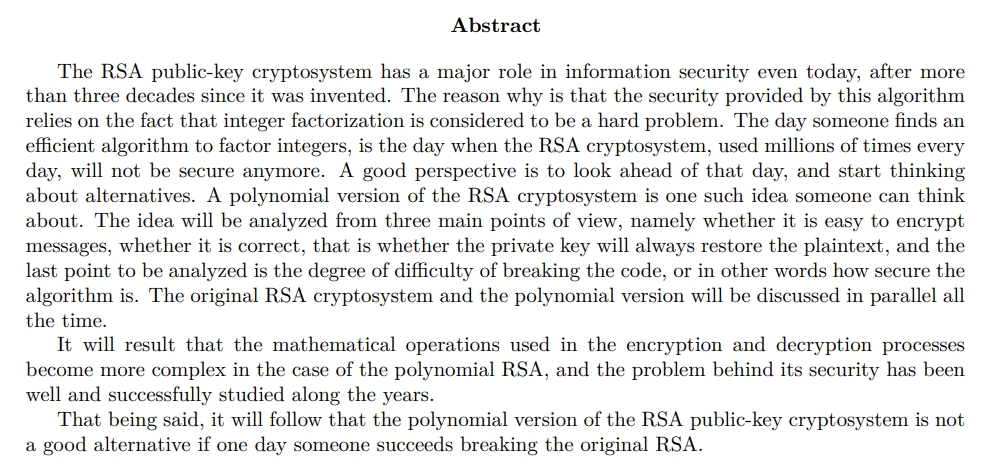 Abstract
The RSA public-key cryptosystem has a major role in information security even today, after more
than three decades since it was invented. The reason why is that the security provided by this algorithm
relies on the fact that integer factorization is considered to be a hard problem. The day someone finds an
efficient algorithm to factor integers, is the day when the RSA cryptosystem, used millions of times every
day, will not be secure anymore. A good perspective is to look ahead of that day, and start thinking
about alternatives. A polynomial version of the RSA cryptosystem is one such idea someone can think
about. The idea will be analyzed from three main points of view, namely whether it is easy to encrypt
messages, whether it is correct, that is whether the private key will always restore the plaintext, and the
last point to be analyzed is the degree of difficulty of breaking the code, or in other words how secure the
algorithm is. The original RSA cryptosystem and the polynomial version will be discussed in parallel all
the time.
It will result that the mathematical operations used in the encryption and decryption processes
become more complex in the case of the polynomial RSA, and the problem behind its security has been
well and successfully studied along the years.
That being said, it will follow that the polynomial version of the RSA public-key cryptosystem is not
a good alternative if one day someone succeeds breaking the original RSA.